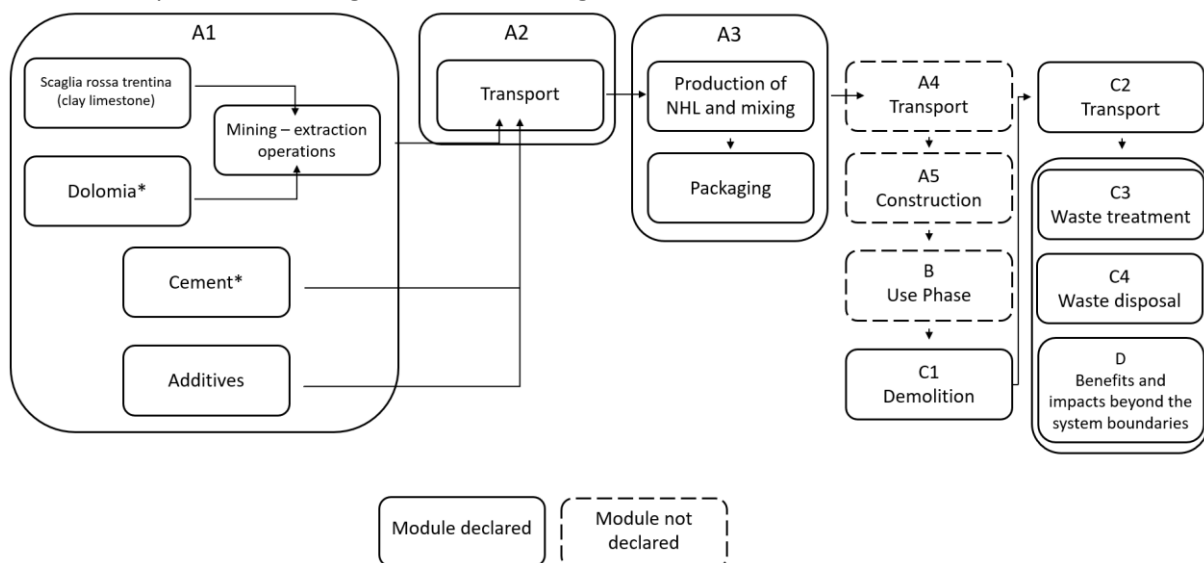 A1
Scaglia rossa trentina
(clay limestone)
Mining – extraction
operations
Dolomia*
Cement*
Additives
A2
Transport
A3
Production of
NHL and mixing
Packaging
A4
Transport
A5
Construction
B
Use Phase
C1
Demolition
C2
Transport
C3
Waste treatment
C4
Waste disposal
D
Benefits and
impacts beyond the
system boundaries
Module declared
Module not
declared